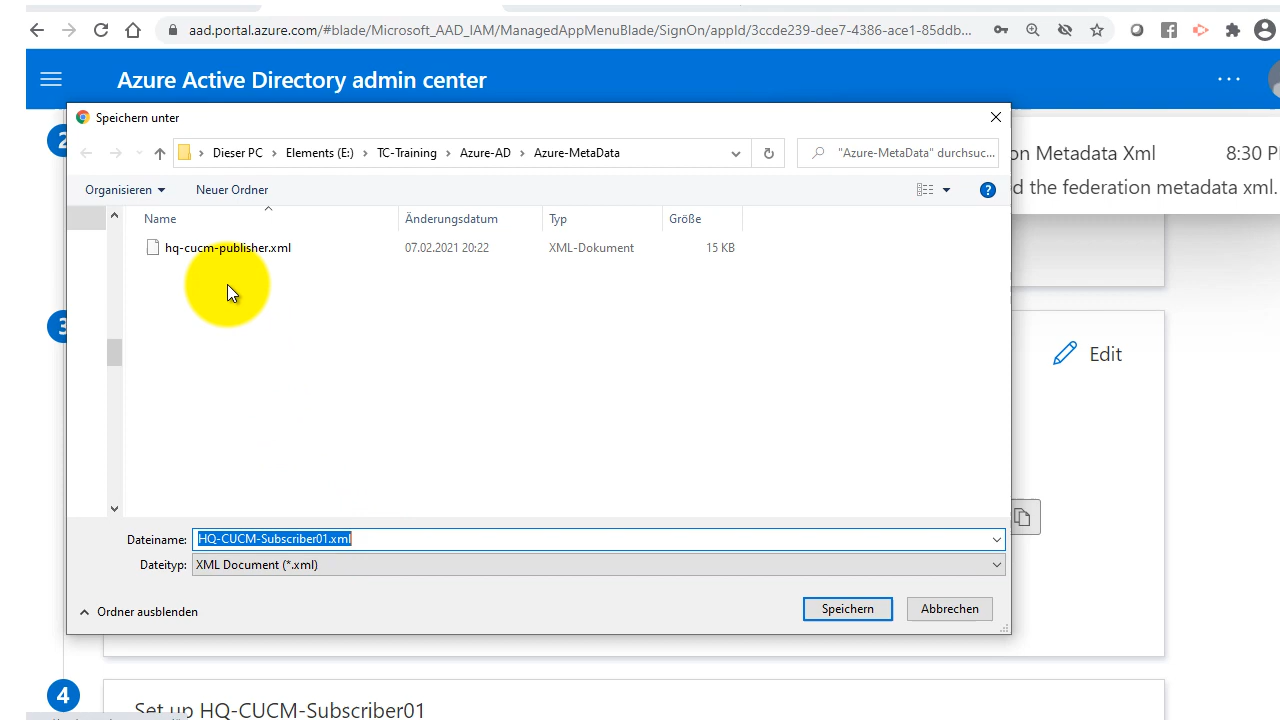 aad.portal.azure.com/#blade/Microsoft_AAD_IAM/ManagedAppMenuBlade/SignOn/appId/3ccde239-dee7-4386-ace1-85ddb...
Azure Active Directory admin center
2
Speichern unter
Dieser PC > Elements (E:) > TC-Training > Azure-AD > Azure-MetaData
"Azure-MetaData" durchsuc...
on Metadata Xml 8:30 P
d the federation metadata xml.
Organisieren Neuer Ordner
Name Änderungsdatum Typ Größe
hq-cucm-publisher.xml 07.02.2021 20:22 XML-Dokument 15 KB
3
Edit
Dateiname: HQ-CUCM-Subscriber01.xml
Dateityp: XML Document (*.xml)
Ordner ausblenden
Speichern Abbrechen
4
Set up HQ-CUCM-Subscriber01